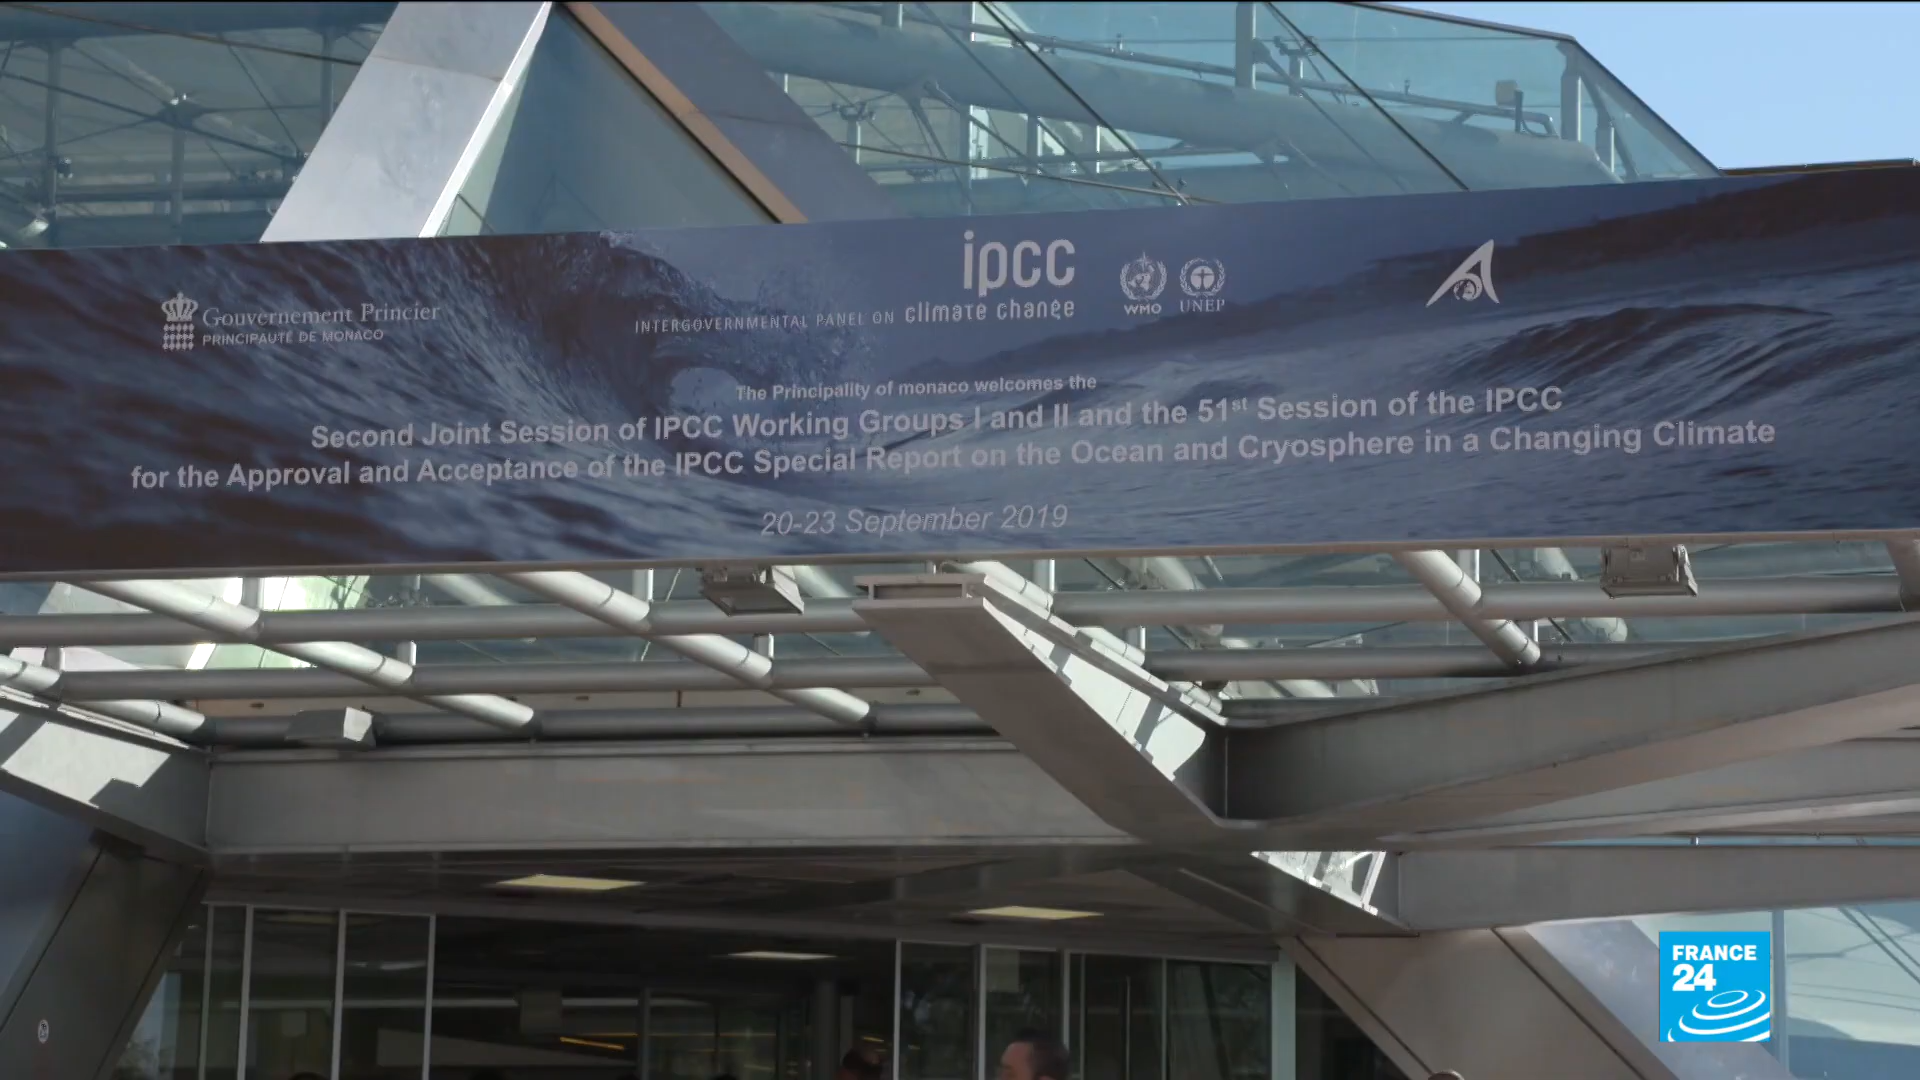 Gouvernement Princier
PRINCIPAUTÉ DE MONACO
ipcc
INTERGOVERNMENTAL PANEL ON climate change
WMO
UNEP
The Principality of monaco welcomes the
Second Joint Session of IPCC Working Groups I and II and the 51st Session of the IPCC
for the Approval and Acceptance of the IPCC Special Report on the Ocean and Cryosphere in a Changing Climate
20-23 September 2019
FRANCE
24